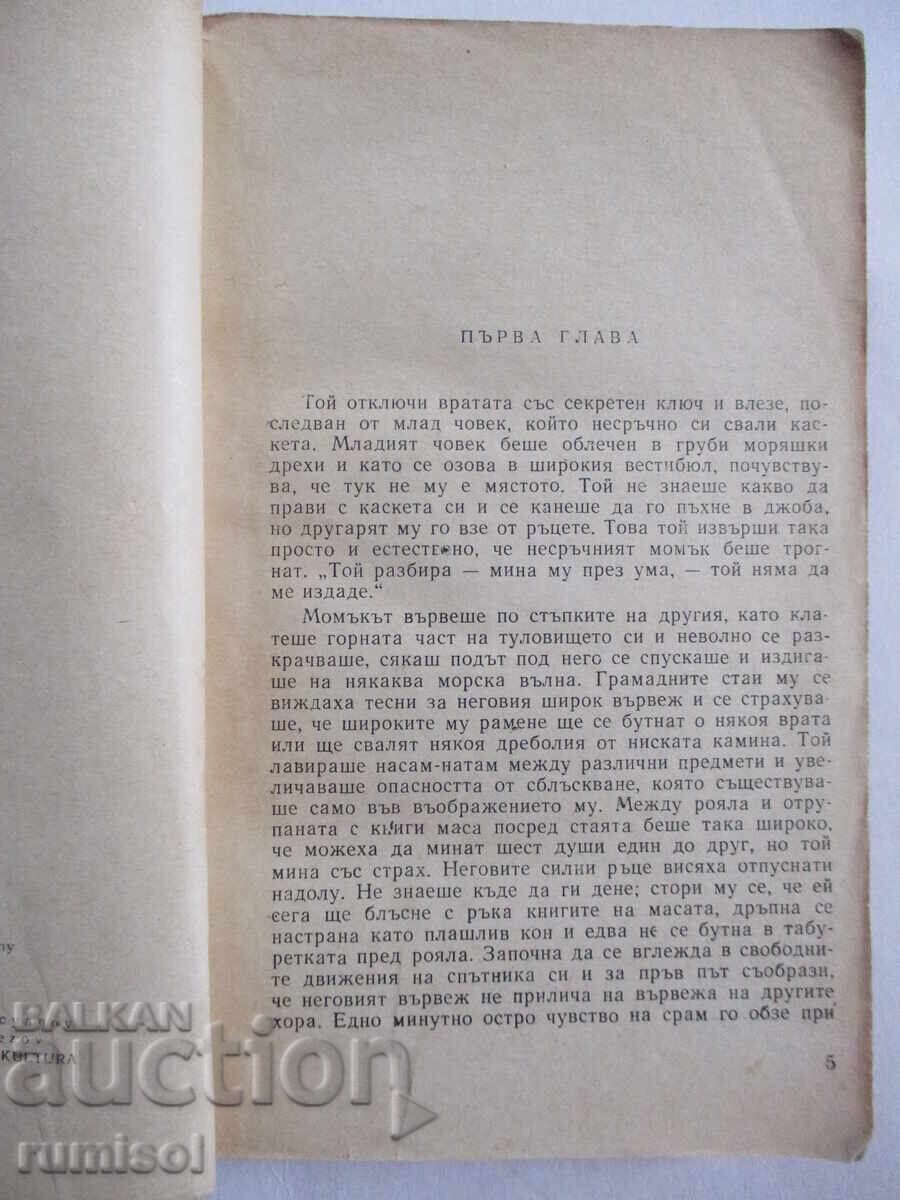 ПЪРВА ГЛАВА
Той отключи вратата със секретен ключ и влезе, по-
следван от млад човек, който несръчно си свали кас-
кета. Младият човек беше облечен в груби моряшки
дрехи и като се озова в широкия вестибюл, почувству-
ва, че тук не му е мястото. Той не знаеше какво да
прави с каскета си и се канеше да го пъхне в джоба,
но другарят му го взе от ръцете. Това той извърши така
просто и естествено, че несръчният момък беше трог-
нат. „Той разбира — мина му през ума, — той няма да
ме издаде.“
Момъкът вървеше по стъпките на другия, като кла-
теше горната част на туловището си и неволно се раз-
крачваше, сякаш подът под него се спускаше и издига-
ше на някаква морска вълна. Грамадните стаи му се
виждаха тесни за неговия широк вървеж и се страхува-
ше, че широките му рамене ще се бутнат о някоя врата
или ще свалят някоя дреболия от ниската камина. Той
лавираше насам-натам между различни предмети и уве-
личаваше опасността от сблъскване, която съществува-
ше само във въображението му. Между рояла и отру-
паната с книги маса посред стаята беше така широко,
че можеха да минат шест души един до друг, но той
мина със страх. Неговите силни ръце висяха отпуснати
надолу. Не знаеше къде да ги дене; стори му се, че ей
сега ще блъсне с ръка книгите на масата, дръпна се
настрана като плашлив кон и едва не се бутна в табу-
ретката пред рояла. Започна да се вглежда в свободни-
те движения на спътника си и за пръв път съобрази,
че неговият вървеж не прилича на вървежа на другите
хора. Едно минутно остро чувство на срам го обзе при
5
KULTURA
BALKAN
auction
rumisol